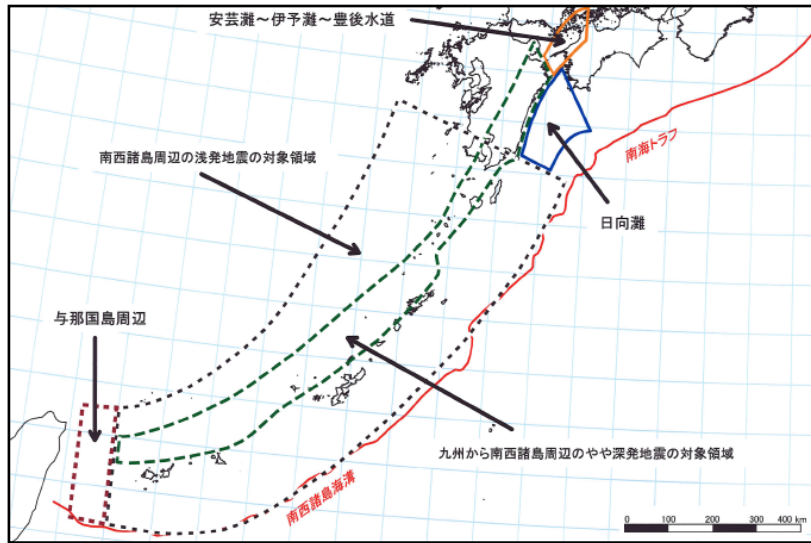 安芸灘～伊予灘～豊後水道
南西諸島周辺の浅発地震の対象領域
南海トラフ
日向灘
与那国島周辺
九州から南西諸島周辺のやや深発地震の対象領域
南西諸島海溝
0 100 200 300 400 km